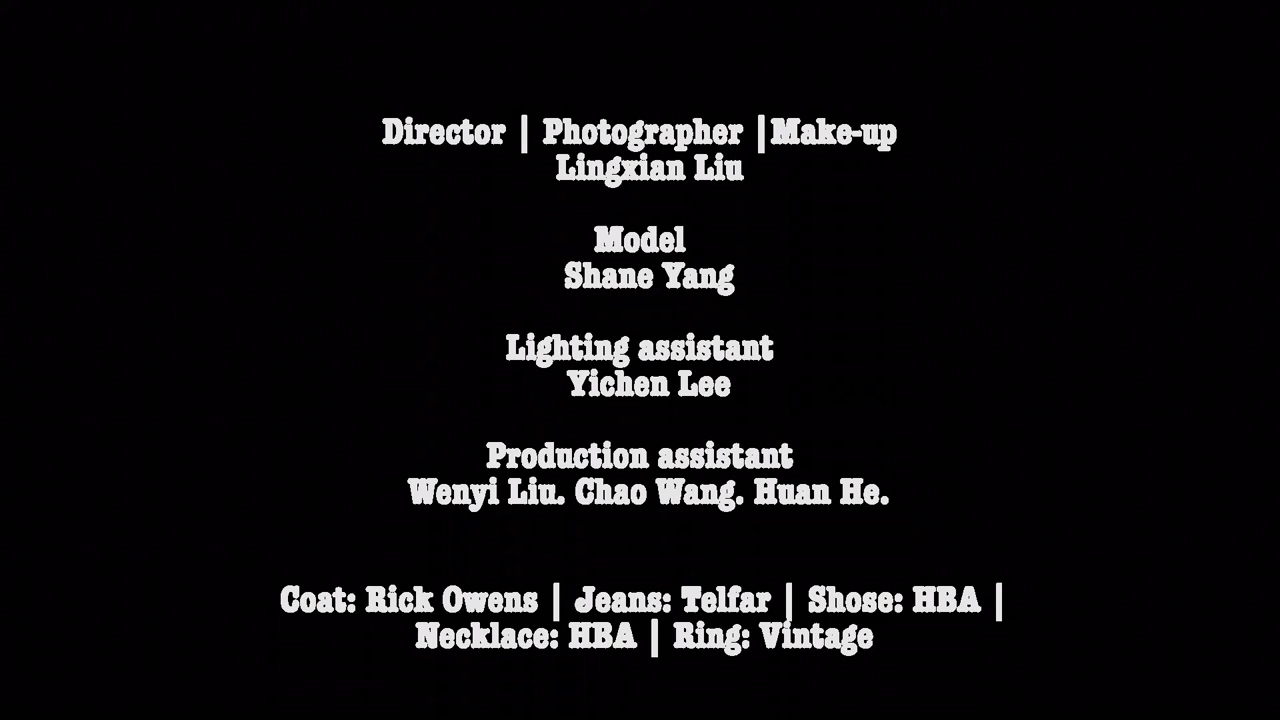 Director | Photographer |Make-up
Lingxian Liu
Model
Shane Yang
Lighting assistant
Yichen Lee
Production assistant
Wenyi Liu. Chao Wang. Huan He.
Coat: Rick Owens | Jeans: Telfar | Shose: HBA |
Necklace: HBA | Ring: Vintage